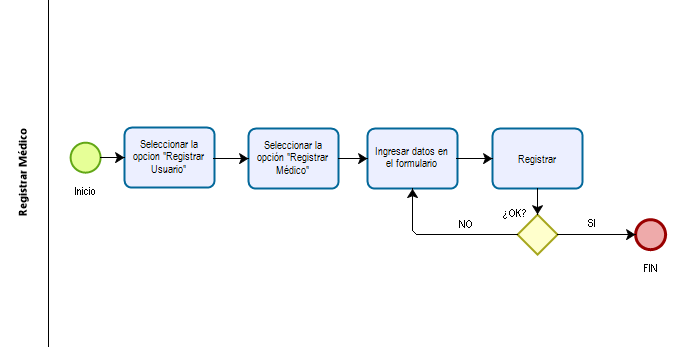 Registrar Médico
Inicio
Seleccionar la
opcion "Registrar
Usuario"
Seleccionar la
opción "Registrar
Médico"
Ingresar datos en
el formulario
Registrar
¿OK?
NO
SI
FIN